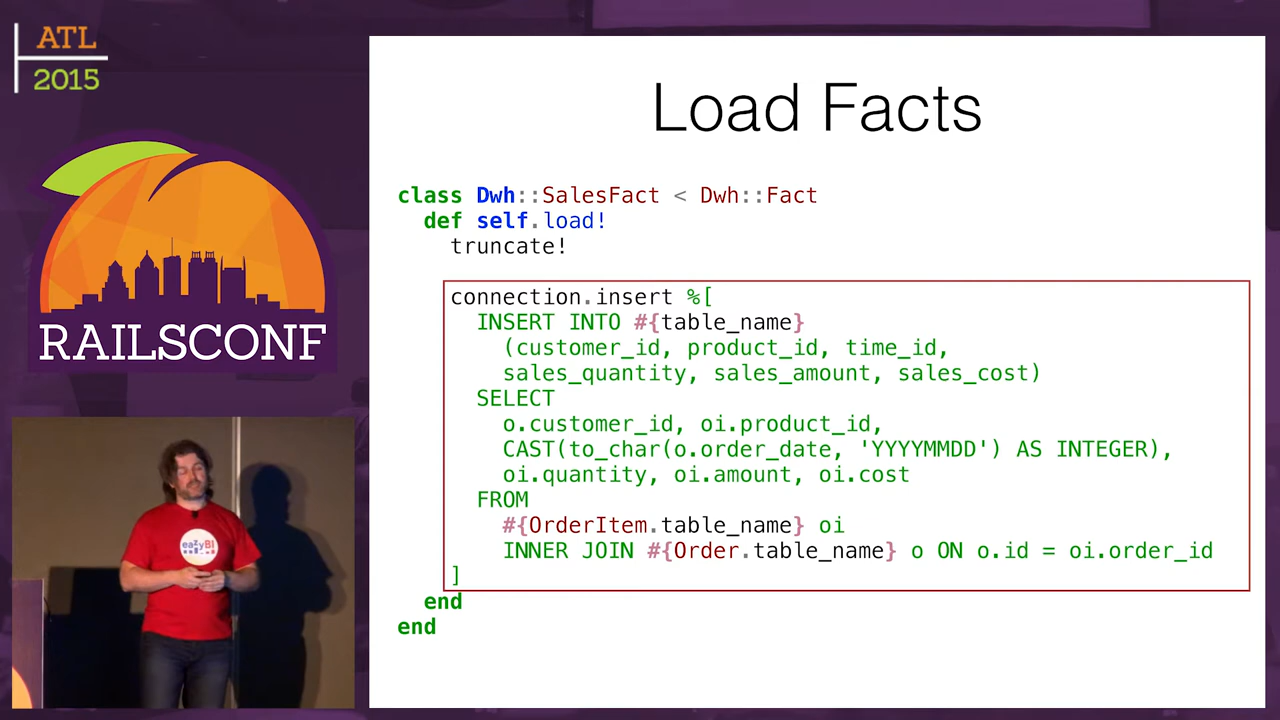 ATL
2015
RAILSCONF
eazyBI
Load Facts
class Dwh::SalesFact < Dwh::Fact
  def self.load!
    truncate!
    connection.insert %[
      INSERT INTO #{table_name}
        (customer_id, product_id, time_id,
        sales_quantity, sales_amount, sales_cost)
      SELECT
        o.customer_id, oi.product_id,
        CAST(to_char(o.order_date, 'YYYYMMDD') AS INTEGER),
        oi.quantity, oi.amount, oi.cost
      FROM
        #{OrderItem.table_name} oi
        INNER JOIN #{Order.table_name} o ON o.id = oi.order_id
    ]
  end
end